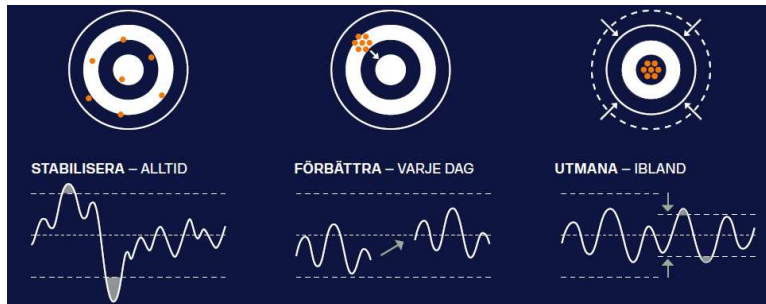 STABILISERA – ALLTID
FÖRBÄTTRA – VARJE DAG
UTMANA – IBLAND